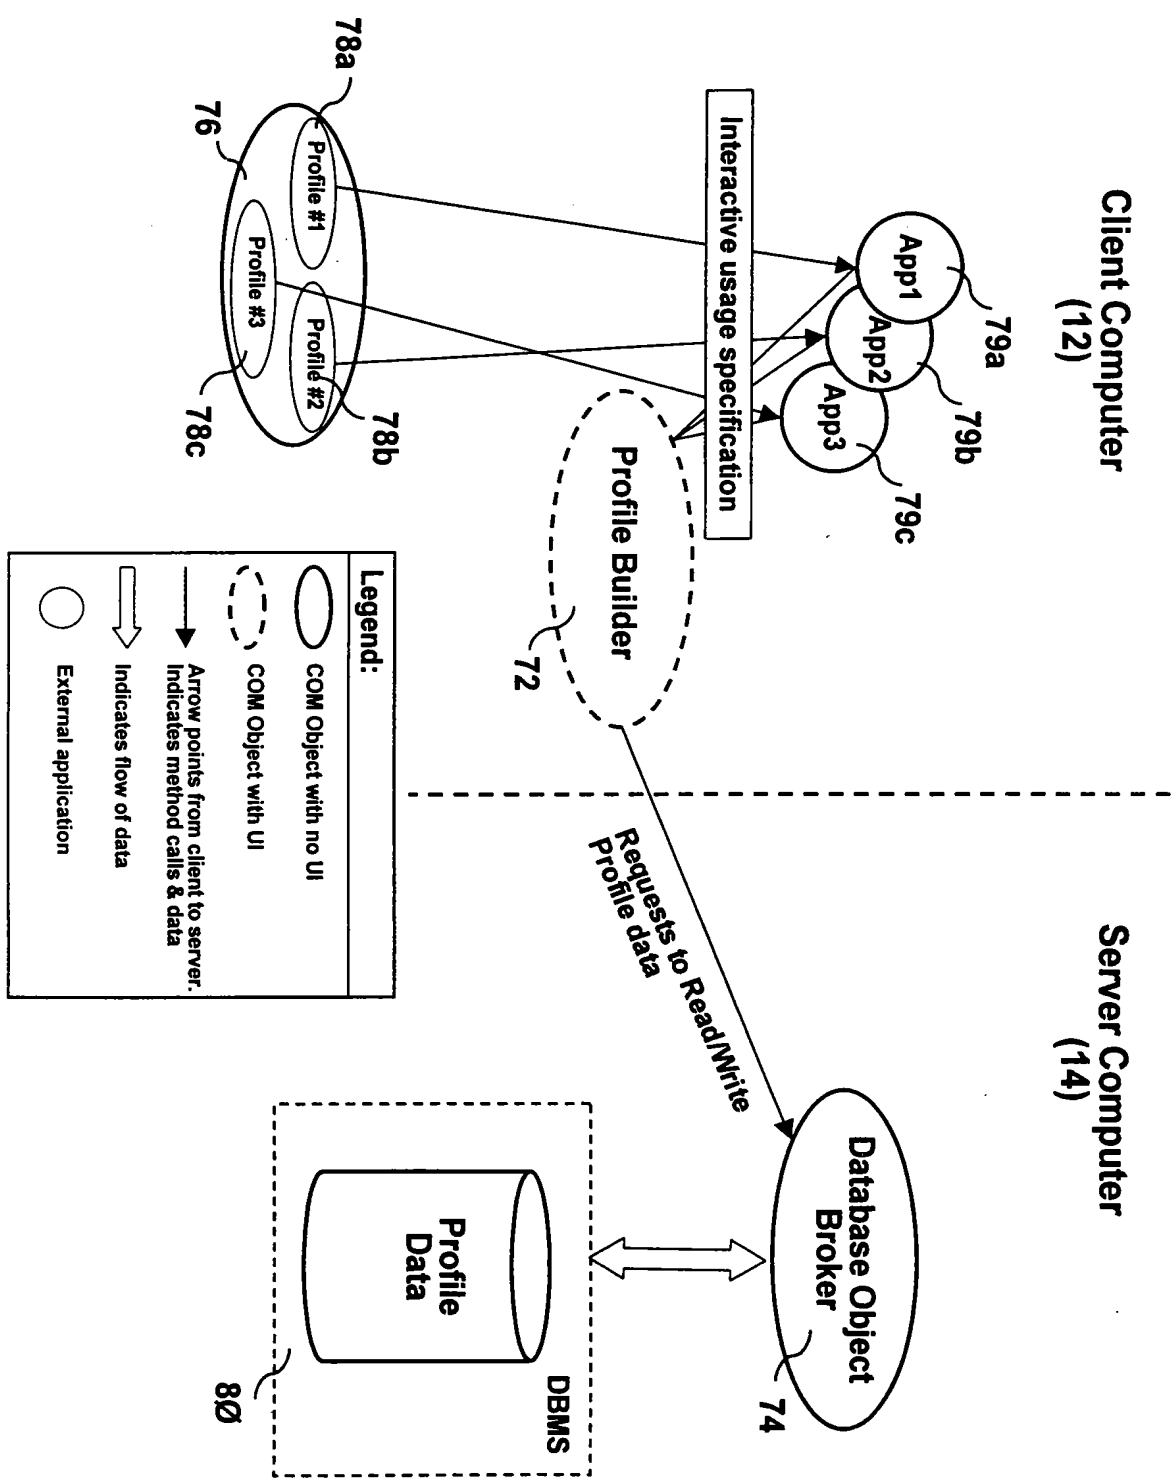 Client Computer
(12)
Server Computer
(14)
App1
79a
App2
79b
App3
79c
Interactive usage specification
Profile Builder
72
Requests to Read/Write
Profile data
Database Object
Broker
74
78a
76
Profile #1
Profile #2
78b
Profile #3
78c
DBMS
Profile
Data
8Ø
Legend:
COM Object with no UI
COM Object with UI
Arrow points from client to server.
Indicates method calls & data
Indicates flow of data
External application